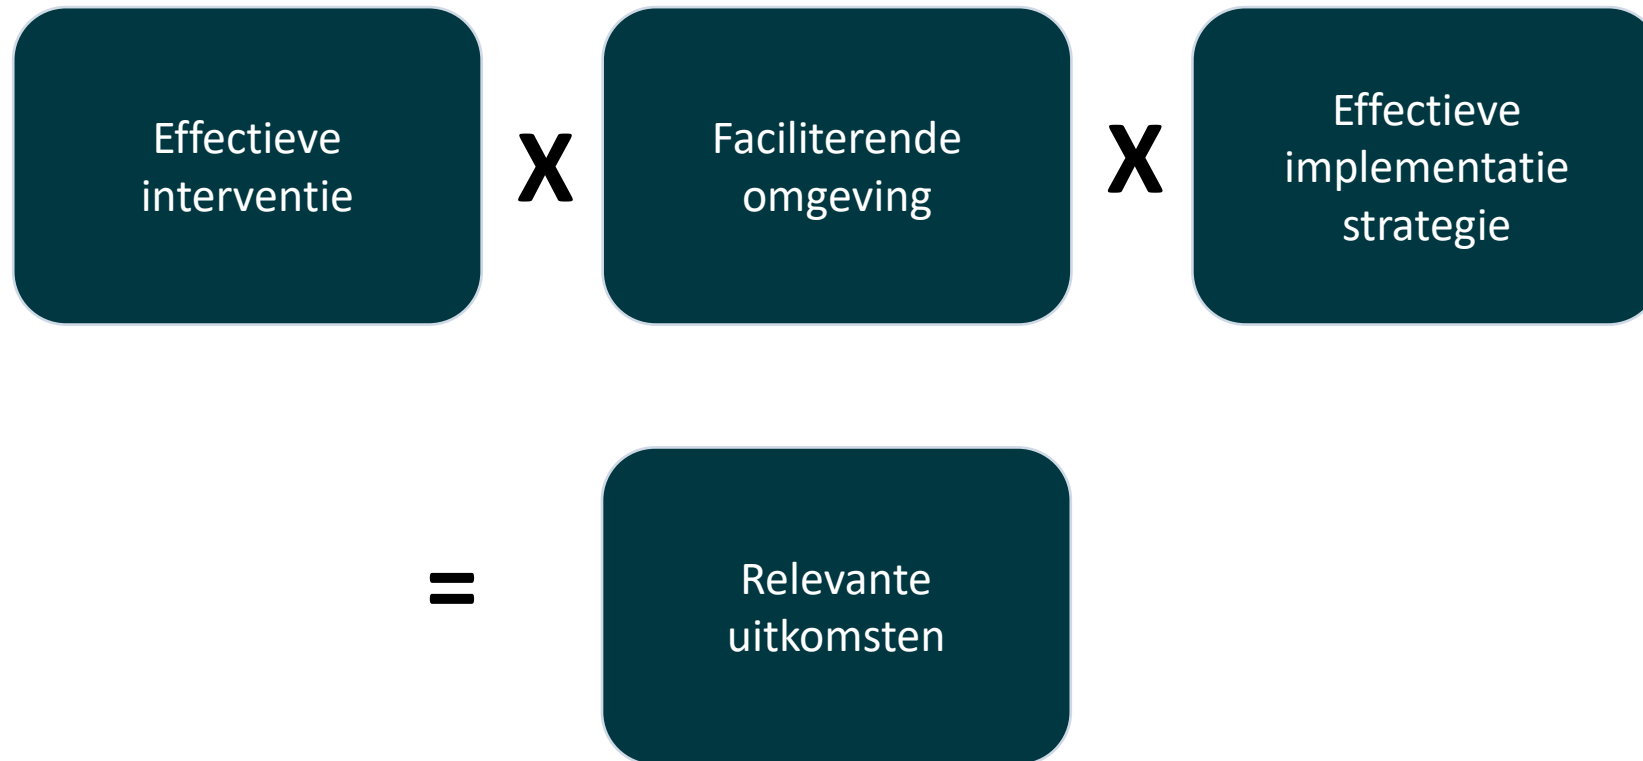 Effectieve
interventie
X
Faciliterende
omgeving
X
Effectieve
implementatie
strategie
=
Relevante
uitkomsten